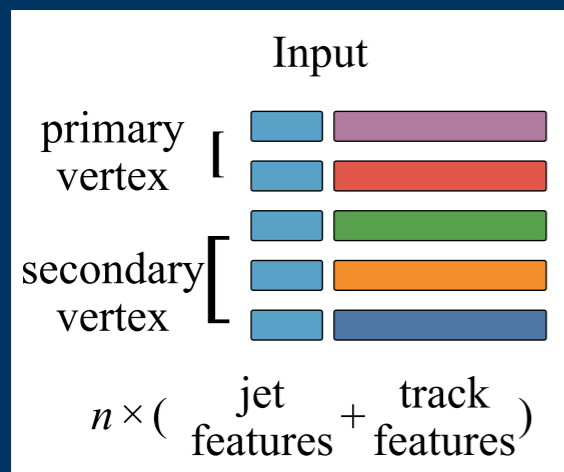 Input
primary
vertex
secondary
vertex
n × ( jet features + track features )